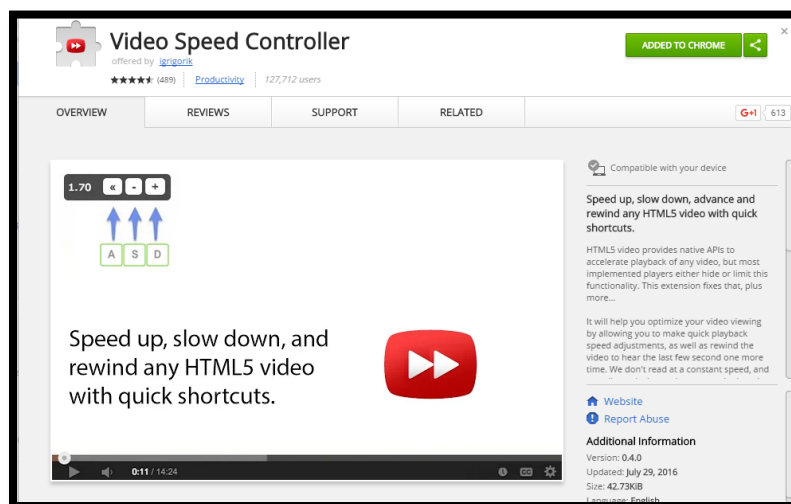 Video Speed Controller
offered by igrigorik
(489) Productivity 127,712 users
ADDED TO CHROME
OVERVIEW REVIEWS SUPPORT RELATED
G+1 613
1.70 « - +
A S D
Speed up, slow down, and
rewind any HTML5 video
with quick shortcuts.
0:11 / 14:24
CC
Compatible with your device
Speed up, slow down, advance and
rewind any HTML5 video with quick
shortcuts.
HTML5 video provides native APIs to
accelerate playback of any video, but most
implemented players either hide or limit this
functionality. This extension fixes that, plus
more...
It will help you optimize your video viewing
by allowing you to make quick playback
speed adjustments, as well as rewind the
video to hear the last few second one more
time. We don't read at a constant speed, and
Website
Report Abuse
Additional Information
Version: 0.4.0
Updated: July 29, 2016
Size: 42.73KiB
Language: English